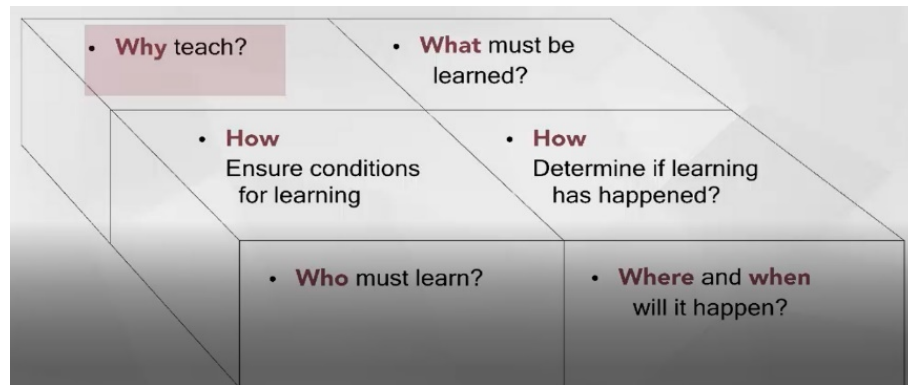 • Why teach?
• What must be
learned?
• How
Ensure conditions
for learning
• How
Determine if learning
has happened?
• Who must learn?
• Where and when
will it happen?